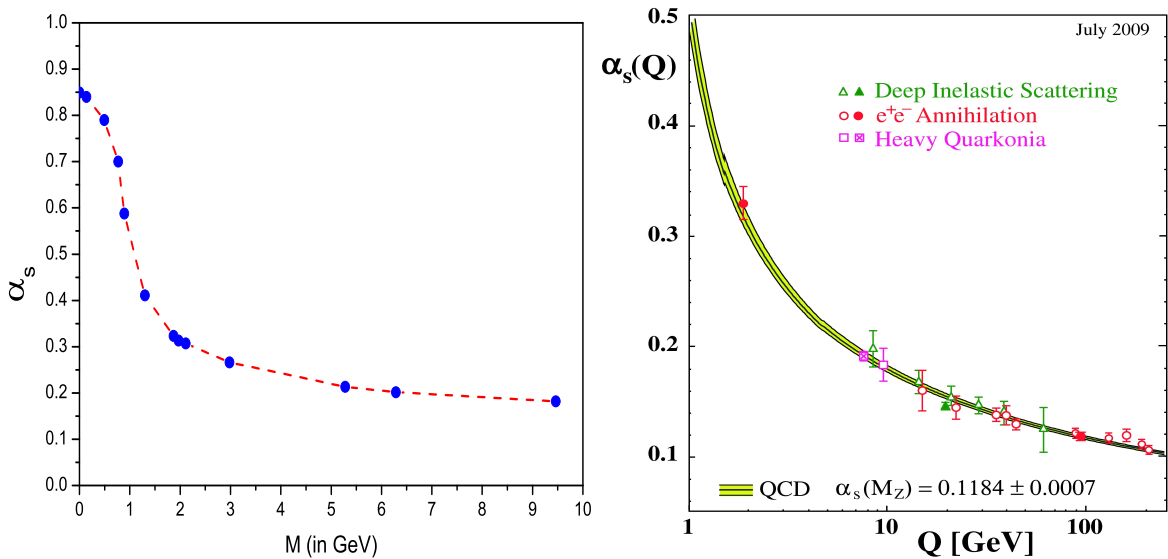 1.0
0.9
0.8
0.7
0.6
0.5
0.4
0.3
0.2
0.1
0.0
αs
0 1 2 3 4 5 6 7 8 9 10
M (in GeV)
0.5
July 2009
αs(Q)
Deep Inelastic Scattering
e+e− Annihilation
Heavy Quarkonia
0.4
0.3
0.2
0.1
QCD αs(MZ) = 0.1184 ± 0.0007
1 10 100
Q [GeV]